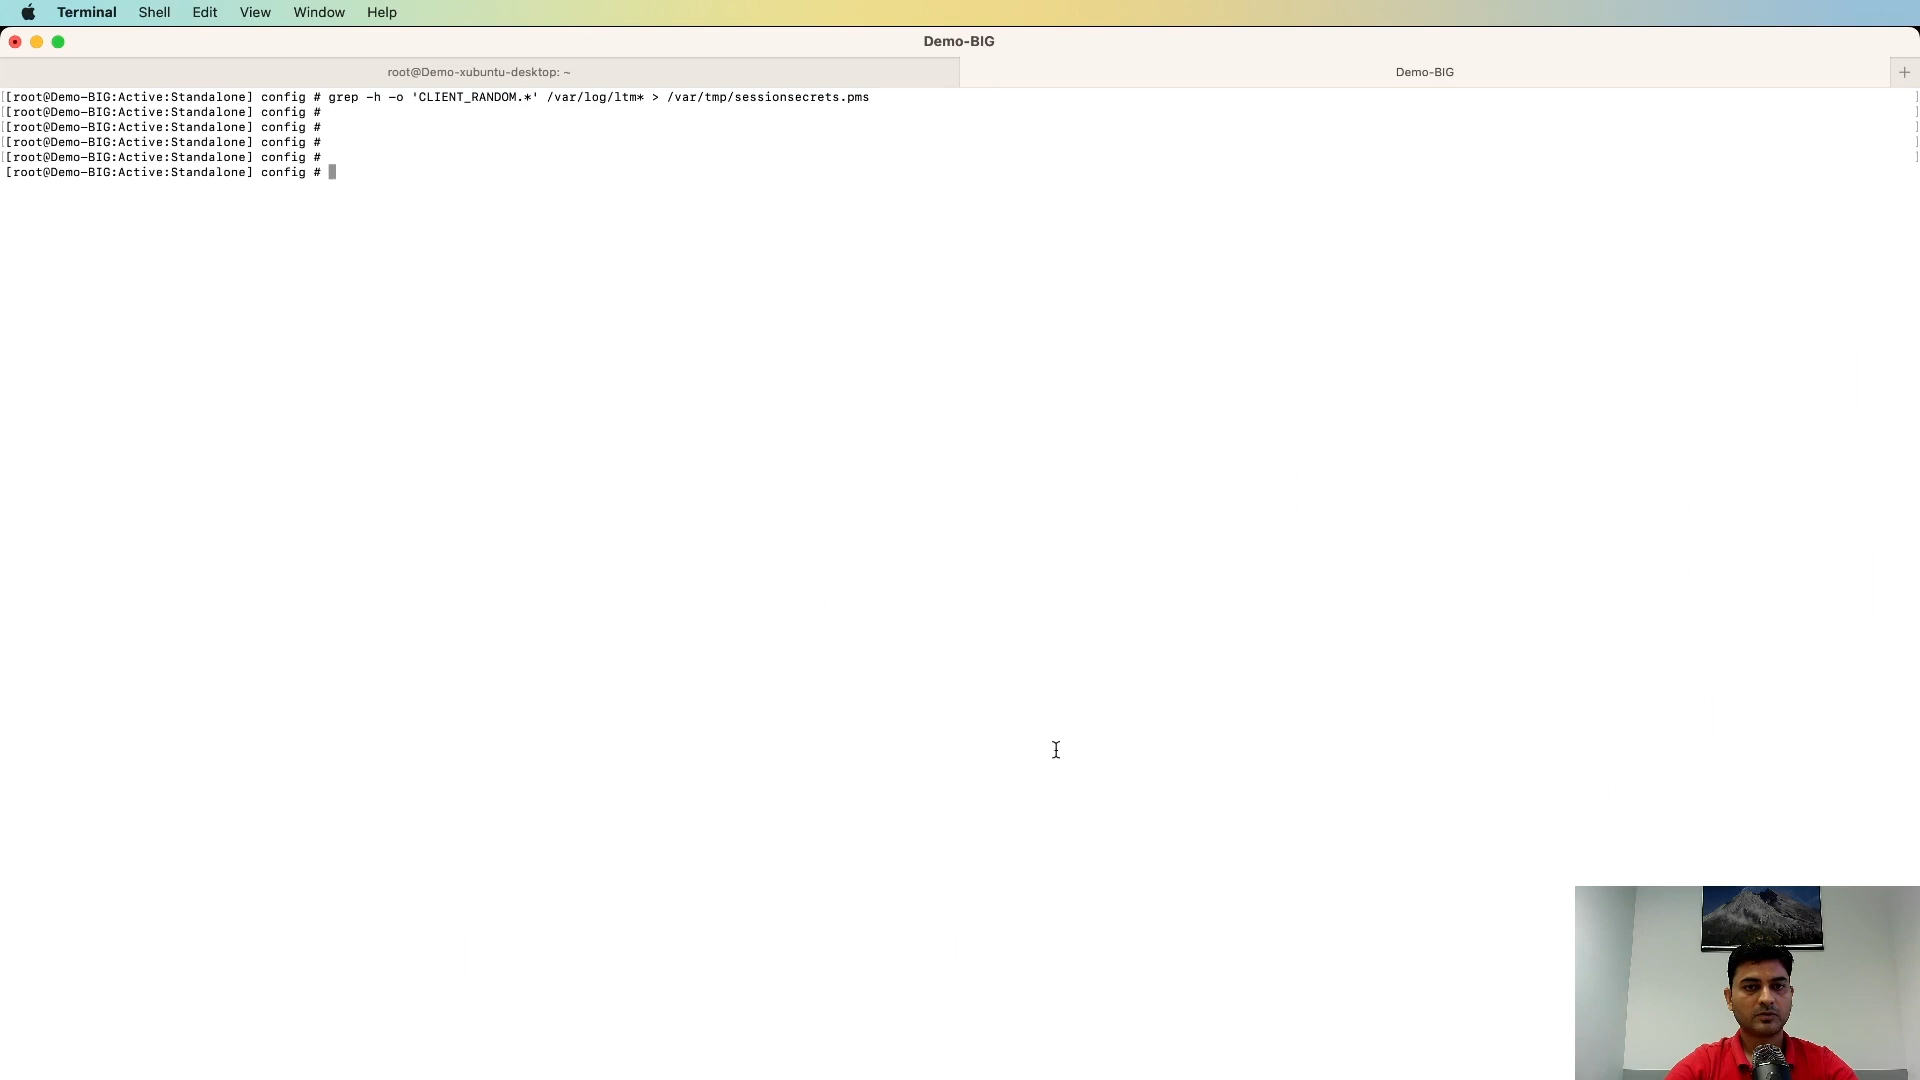 Terminal Shell Edit View Window Help
Demo-BIG
root@Demo-xubuntu-desktop: ~ Demo-BIG +
[[root@Demo-BIG:Active:Standalone] config # grep -h -o 'CLIENT_RANDOM.*' /var/log/ltm* > /var/tmp/sessionsecrets.pms ]
[[root@Demo-BIG:Active:Standalone] config # ]
[[root@Demo-BIG:Active:Standalone] config # ]
[[root@Demo-BIG:Active:Standalone] config # ]
[[root@Demo-BIG:Active:Standalone] config # ]
[root@Demo-BIG:Active:Standalone] config #